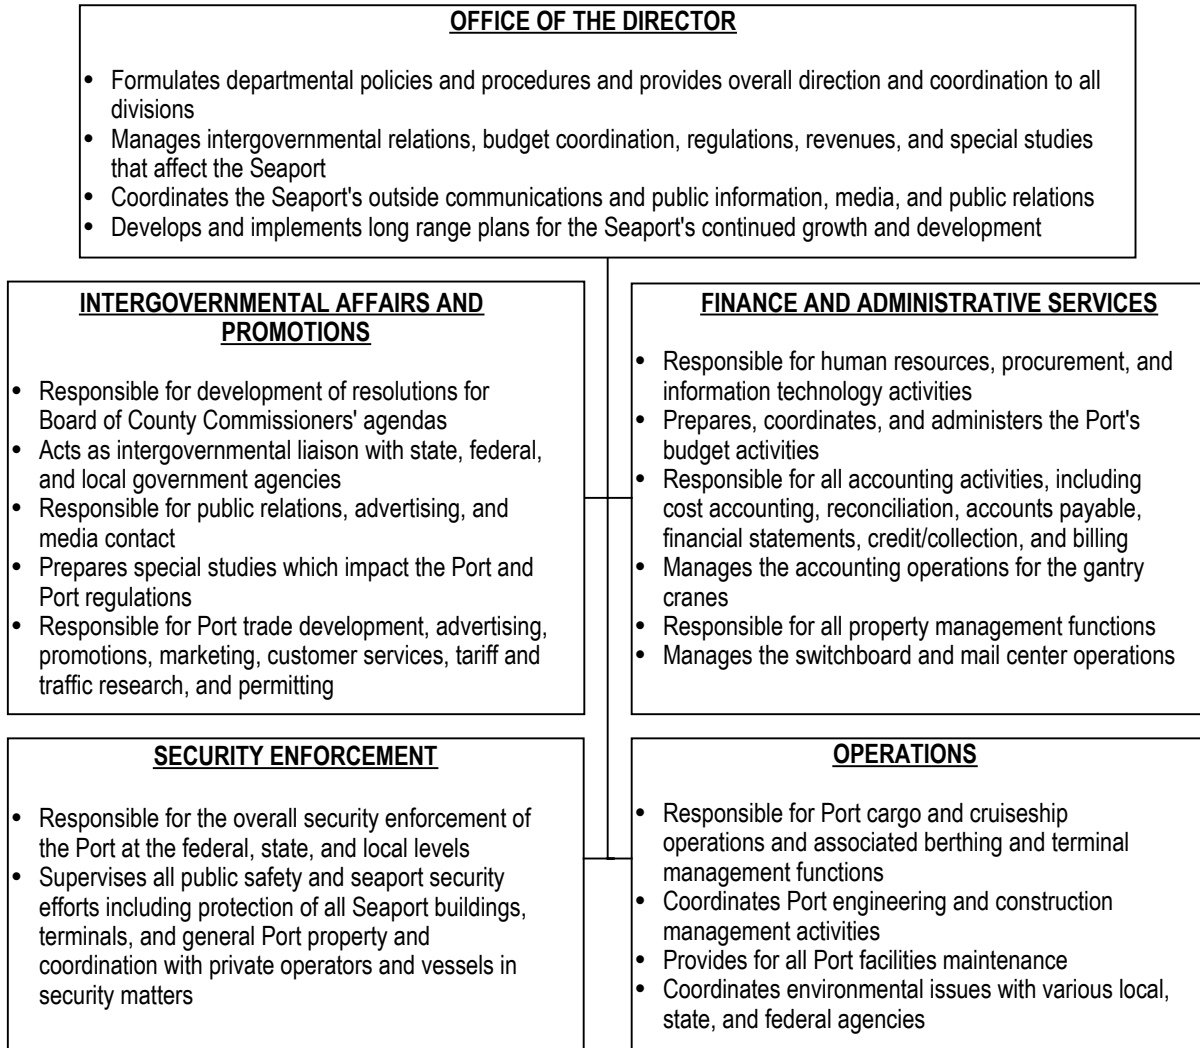 OFFICE OF THE DIRECTOR
• Formulates departmental policies and procedures and provides overall direction and coordination to all
divisions
• Manages intergovernmental relations, budget coordination, regulations, revenues, and special studies
that affect the Seaport
• Coordinates the Seaport's outside communications and public information, media, and public relations
• Develops and implements long range plans for the Seaport's continued growth and development
INTERGOVERNMENTAL AFFAIRS AND
PROMOTIONS
• Responsible for development of resolutions for
Board of County Commissioners' agendas
• Acts as intergovernmental liaison with state, federal,
and local government agencies
• Responsible for public relations, advertising, and
media contact
• Prepares special studies which impact the Port and
Port regulations
• Responsible for Port trade development, advertising,
promotions, marketing, customer services, tariff and
traffic research, and permitting
FINANCE AND ADMINISTRATIVE SERVICES
• Responsible for human resources, procurement, and
information technology activities
• Prepares, coordinates, and administers the Port's
budget activities
• Responsible for all accounting activities, including
cost accounting, reconciliation, accounts payable,
financial statements, credit/collection, and billing
• Manages the accounting operations for the gantry
cranes
• Responsible for all property management functions
• Manages the switchboard and mail center operations
SECURITY ENFORCEMENT
• Responsible for the overall security enforcement of
the Port at the federal, state, and local levels
• Supervises all public safety and seaport security
efforts including protection of all Seaport buildings,
terminals, and general Port property and
coordination with private operators and vessels in
security matters
OPERATIONS
• Responsible for Port cargo and cruiseship
operations and associated berthing and terminal
management functions
• Coordinates Port engineering and construction
management activities
• Provides for all Port facilities maintenance
• Coordinates environmental issues with various local,
state, and federal agencies